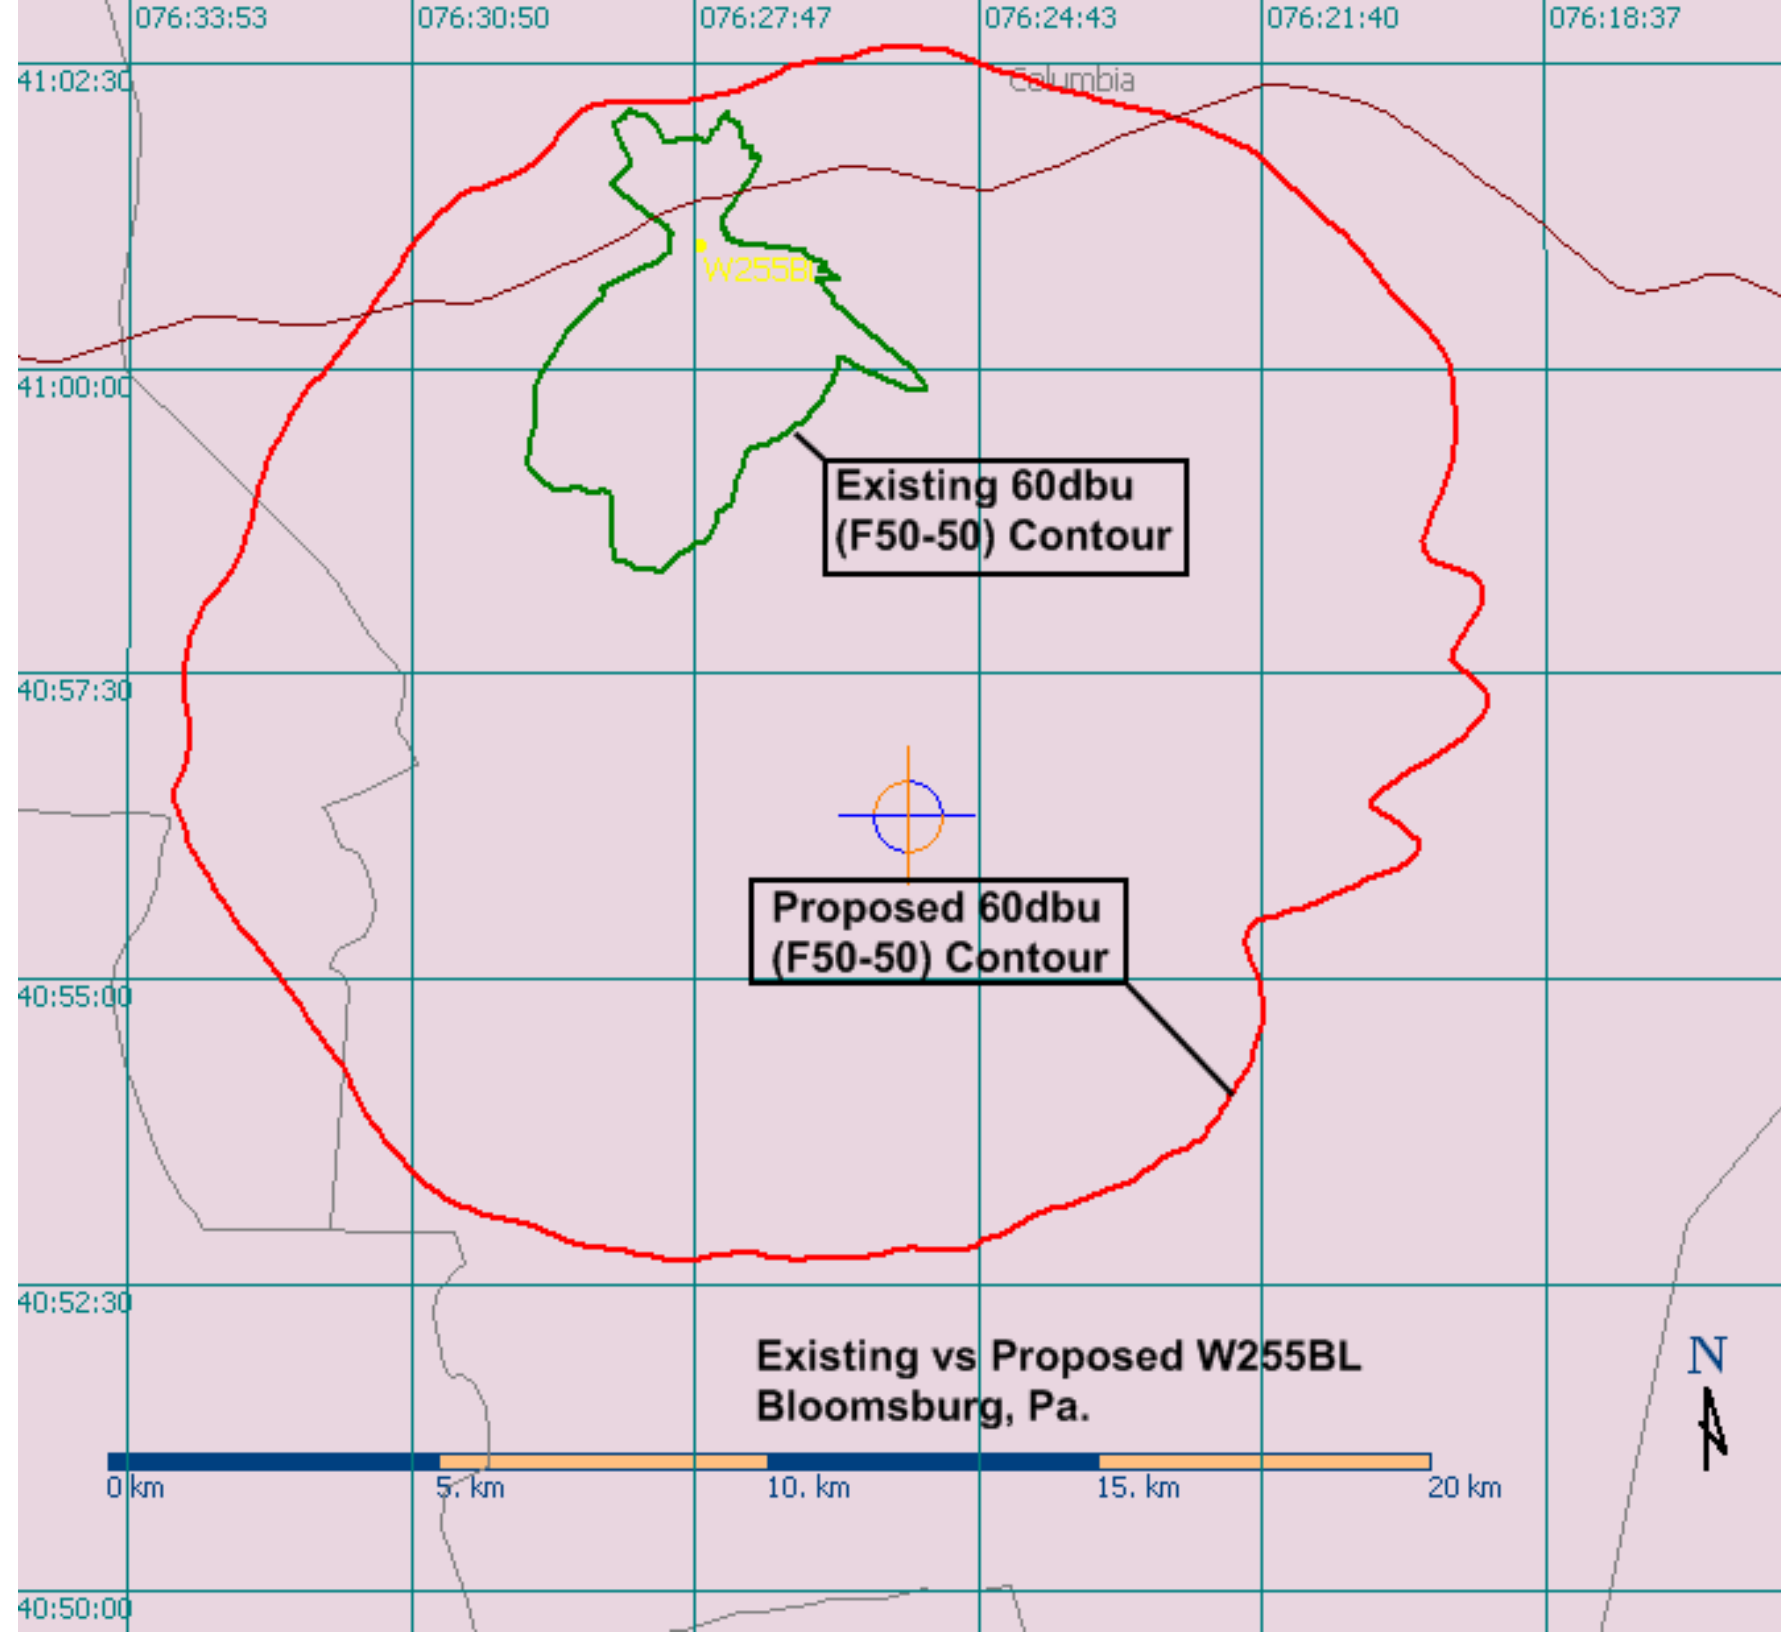 076:33:53 076:30:50 076:27:47 076:24:43 076:21:40 076:18:37
41:02:30
Columbia
W255BL
41:00:00
Existing 60dbu
(F50-50) Contour
40:57:30
Proposed 60dbu
(F50-50) Contour
40:55:00
40:52:30
Existing vs Proposed W255BL
Bloomsburg, Pa.
N
0 km 5. km 10. km 15. km 20 km
40:50:00